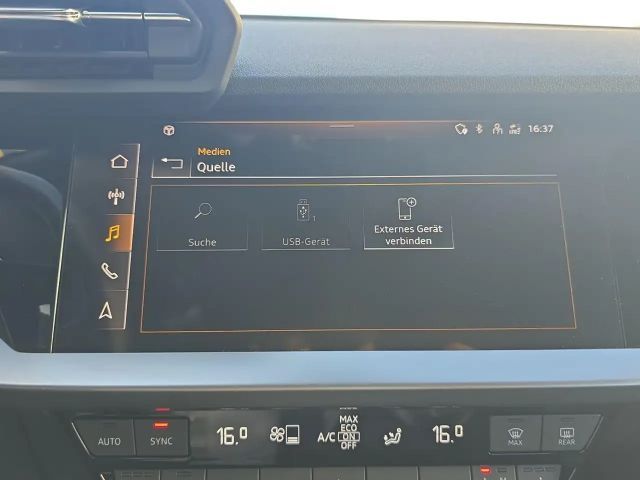 16:37
Medien
Quelle
Suche
1
USB-Gerät
Externes Gerät
verbinden
AUTO
SYNC
16.0
A/C
MAX
ECO
ON
OFF
16.0
MAX
REAR